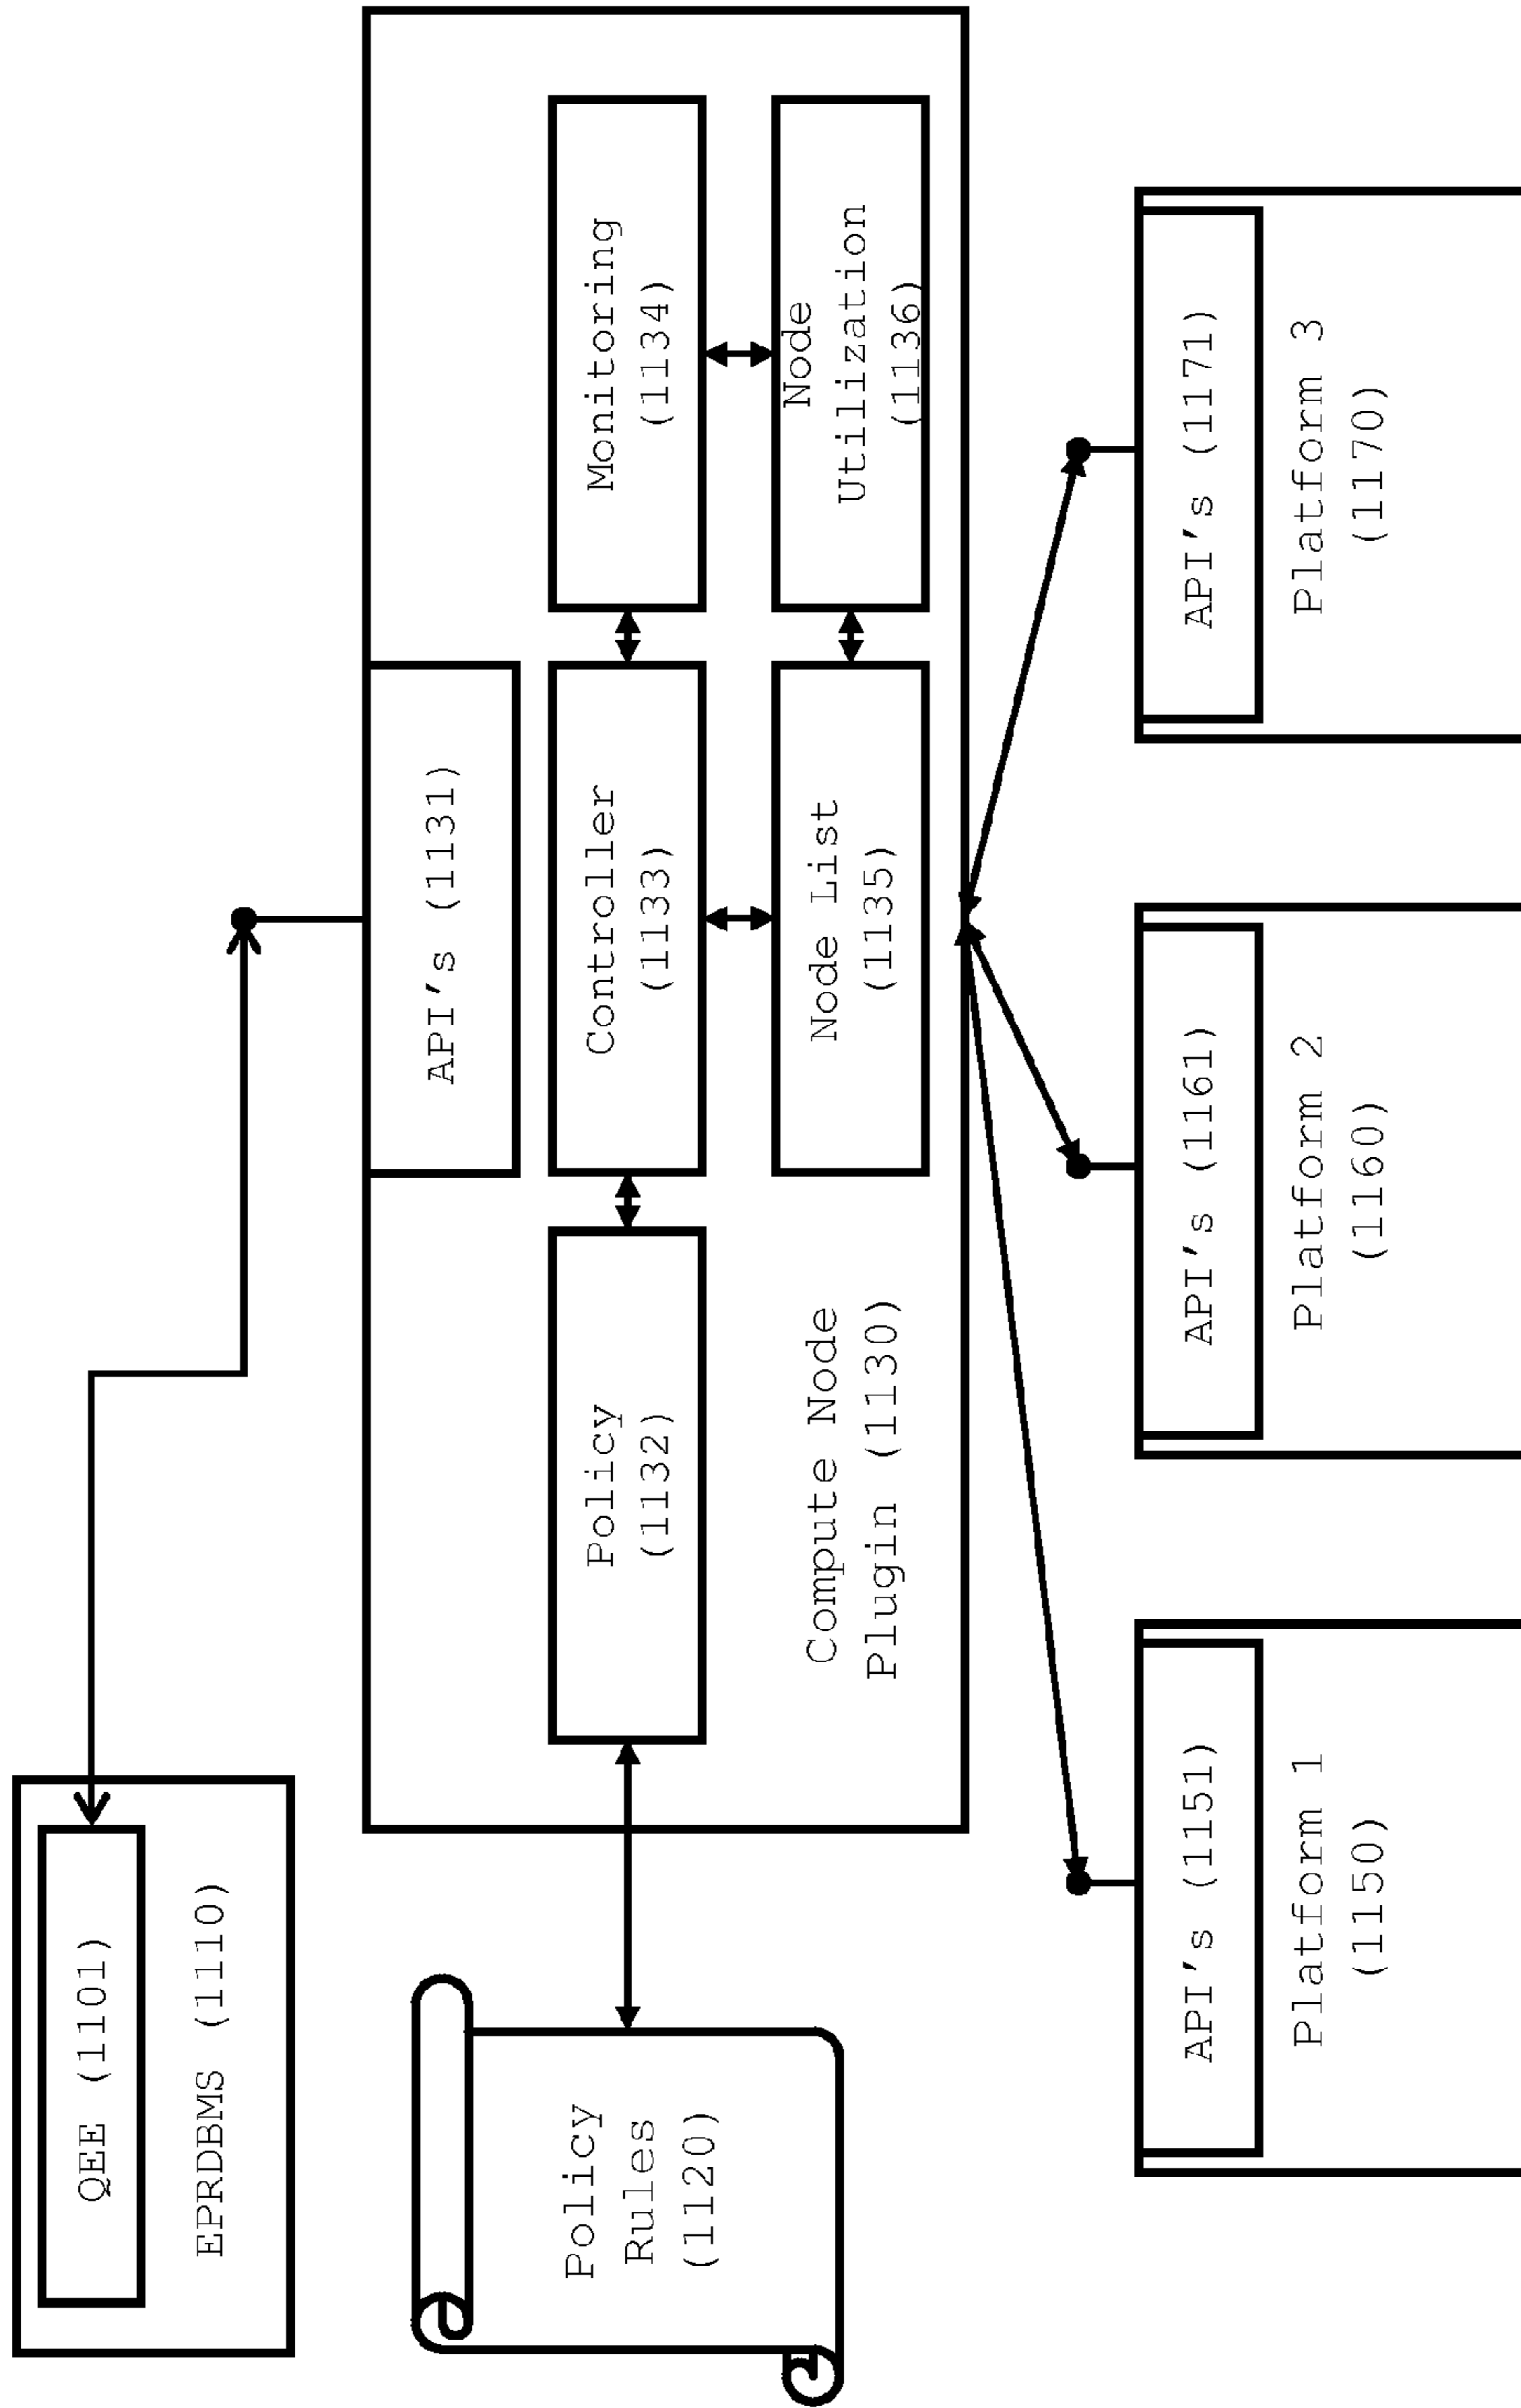 QEE (1101)
EPRDBMS (1110)
Policy
Rules
(1120)
API's (1131)
Policy
(1132)
Controller
(1133)
Monitoring
(1134)
Compute Node
Plugin (1130)
Node List
(1135)
Node
Utilization
(1136)
API's (1151)
Platform 1
(1150)
API's (1161)
Platform 2
(1160)
API's (1171)
Platform 3
(1170)